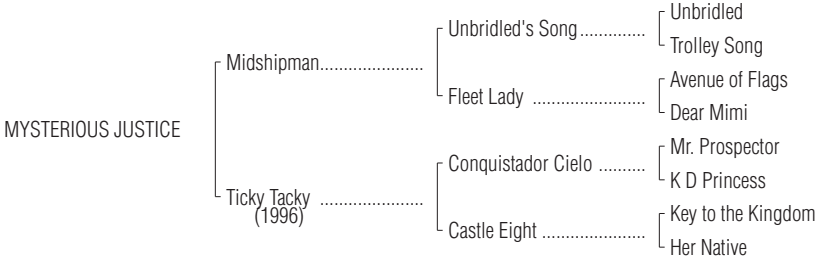 Unbridled
Unbridled's Song..............
Trolley Song
Midshipman......................
Avenue of Flags
Fleet Lady ........................
Dear Mimi
MYSTERIOUS JUSTICE
Mr. Prospector
Conquistador Cielo ..........
K D Princess
Ticky Tacky ......................
(1996)
Key to the Kingdom
Castle Eight ......................
Her Native